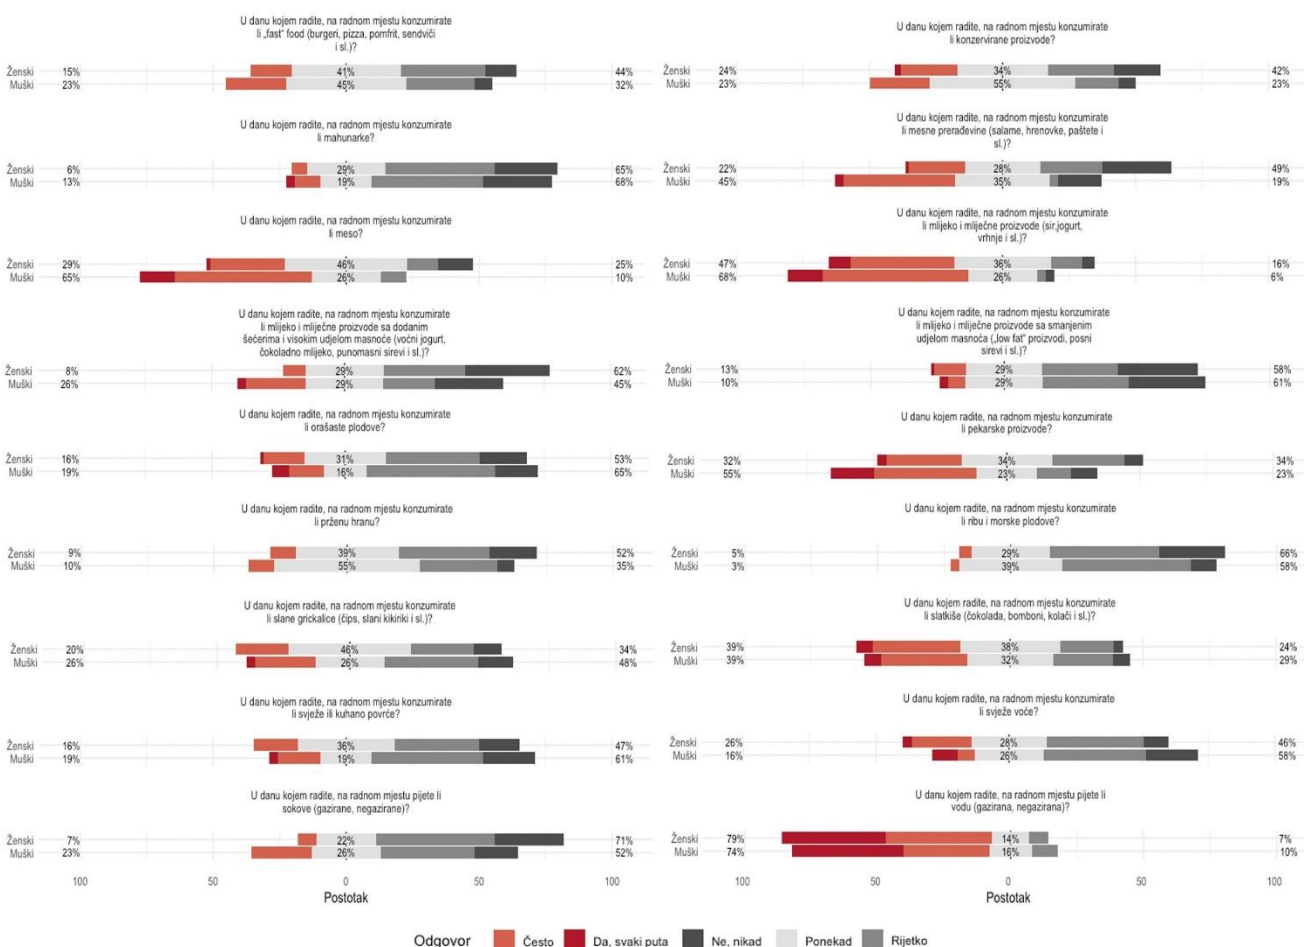 U danu kojem radite, na radnom mjestu konzumirate
li „fast“ food (burgeri, pizza, pomfrit, sendviči
i sl.)?
Ženski 15% 41% 44%
Muški 23% 45% 32%
U danu kojem radite, na radnom mjestu konzumirate
li konzervirane proizvode?
Ženski 24% 34% 42%
Muški 23% 55% 23%
U danu kojem radite, na radnom mjestu konzumirate
li mahunarke?
Ženski 6% 29% 65%
Muški 13% 19% 68%
U danu kojem radite, na radnom mjestu konzumirate
li mesne prerađevine (salame, hrenovke, paštete i
sl.)?
Ženski 22% 28% 49%
Muški 45% 35% 19%
U danu kojem radite, na radnom mjestu konzumirate
li meso?
Ženski 29% 46% 25%
Muški 65% 26% 10%
U danu kojem radite, na radnom mjestu konzumirate
li mlijeko i mliječne proizvode (sir,jogurt,
vrhnje i sl.)?
Ženski 47% 36% 16%
Muški 68% 26% 6%
U danu kojem radite, na radnom mjestu konzumirate
li mlijeko i mliječne proizvode sa dodanim
šećerima i visokim udjelom masnoće (voćni jogurt,
čokoladno mlijeko, punomasni sirevi i sl.)?
Ženski 8% 29% 62%
Muški 26% 29% 45%
U danu kojem radite, na radnom mjestu konzumirate
li mlijeko i mliječne proizvode sa smanjenim
udjelom masnoća („low fat“ proizvodi, posni
sirevi i sl.)?
Ženski 13% 29% 58%
Muški 10% 29% 61%
U danu kojem radite, na radnom mjestu konzumirate
li orašaste plodove?
Ženski 16% 31% 53%
Muški 19% 16% 65%
U danu kojem radite, na radnom mjestu konzumirate
li pekarske proizvode?
Ženski 32% 34% 34%
Muški 55% 23% 23%
U danu kojem radite, na radnom mjestu konzumirate
li prženu hranu?
Ženski 9% 39% 52%
Muški 10% 55% 35%
U danu kojem radite, na radnom mjestu konzumirate
li ribu i morske plodove?
Ženski 5% 29% 66%
Muški 3% 39% 58%
U danu kojem radite, na radnom mjestu konzumirate
li slane grickalice (čips, slani kikiriki i sl.)?
Ženski 20% 46% 34%
Muški 26% 26% 48%
U danu kojem radite, na radnom mjestu konzumirate
li slatkiše (čokolada, bomboni, kolači i sl.)?
Ženski 39% 38% 24%
Muški 39% 32% 29%
U danu kojem radite, na radnom mjestu konzumirate
li svježe ili kuhano povrće?
Ženski 16% 36% 47%
Muški 19% 19% 61%
U danu kojem radite, na radnom mjestu konzumirate
li svježe voće?
Ženski 26% 28% 46%
Muški 16% 26% 58%
U danu kojem radite, na radnom mjestu pijete li
sokove (gazirane, negazirane)?
Ženski 7% 22% 71%
Muški 23% 26% 52%
U danu kojem radite, na radnom mjestu pijete li
vodu (gazirana, negazirana)?
Ženski 79% 14% 7%
Muški 74% 16% 10%
100 50 0 50 100
Postotak
100 50 0 50 100
Postotak
Odgovor Često Da, svaki puta Ne, nikad Ponekad Rijetko